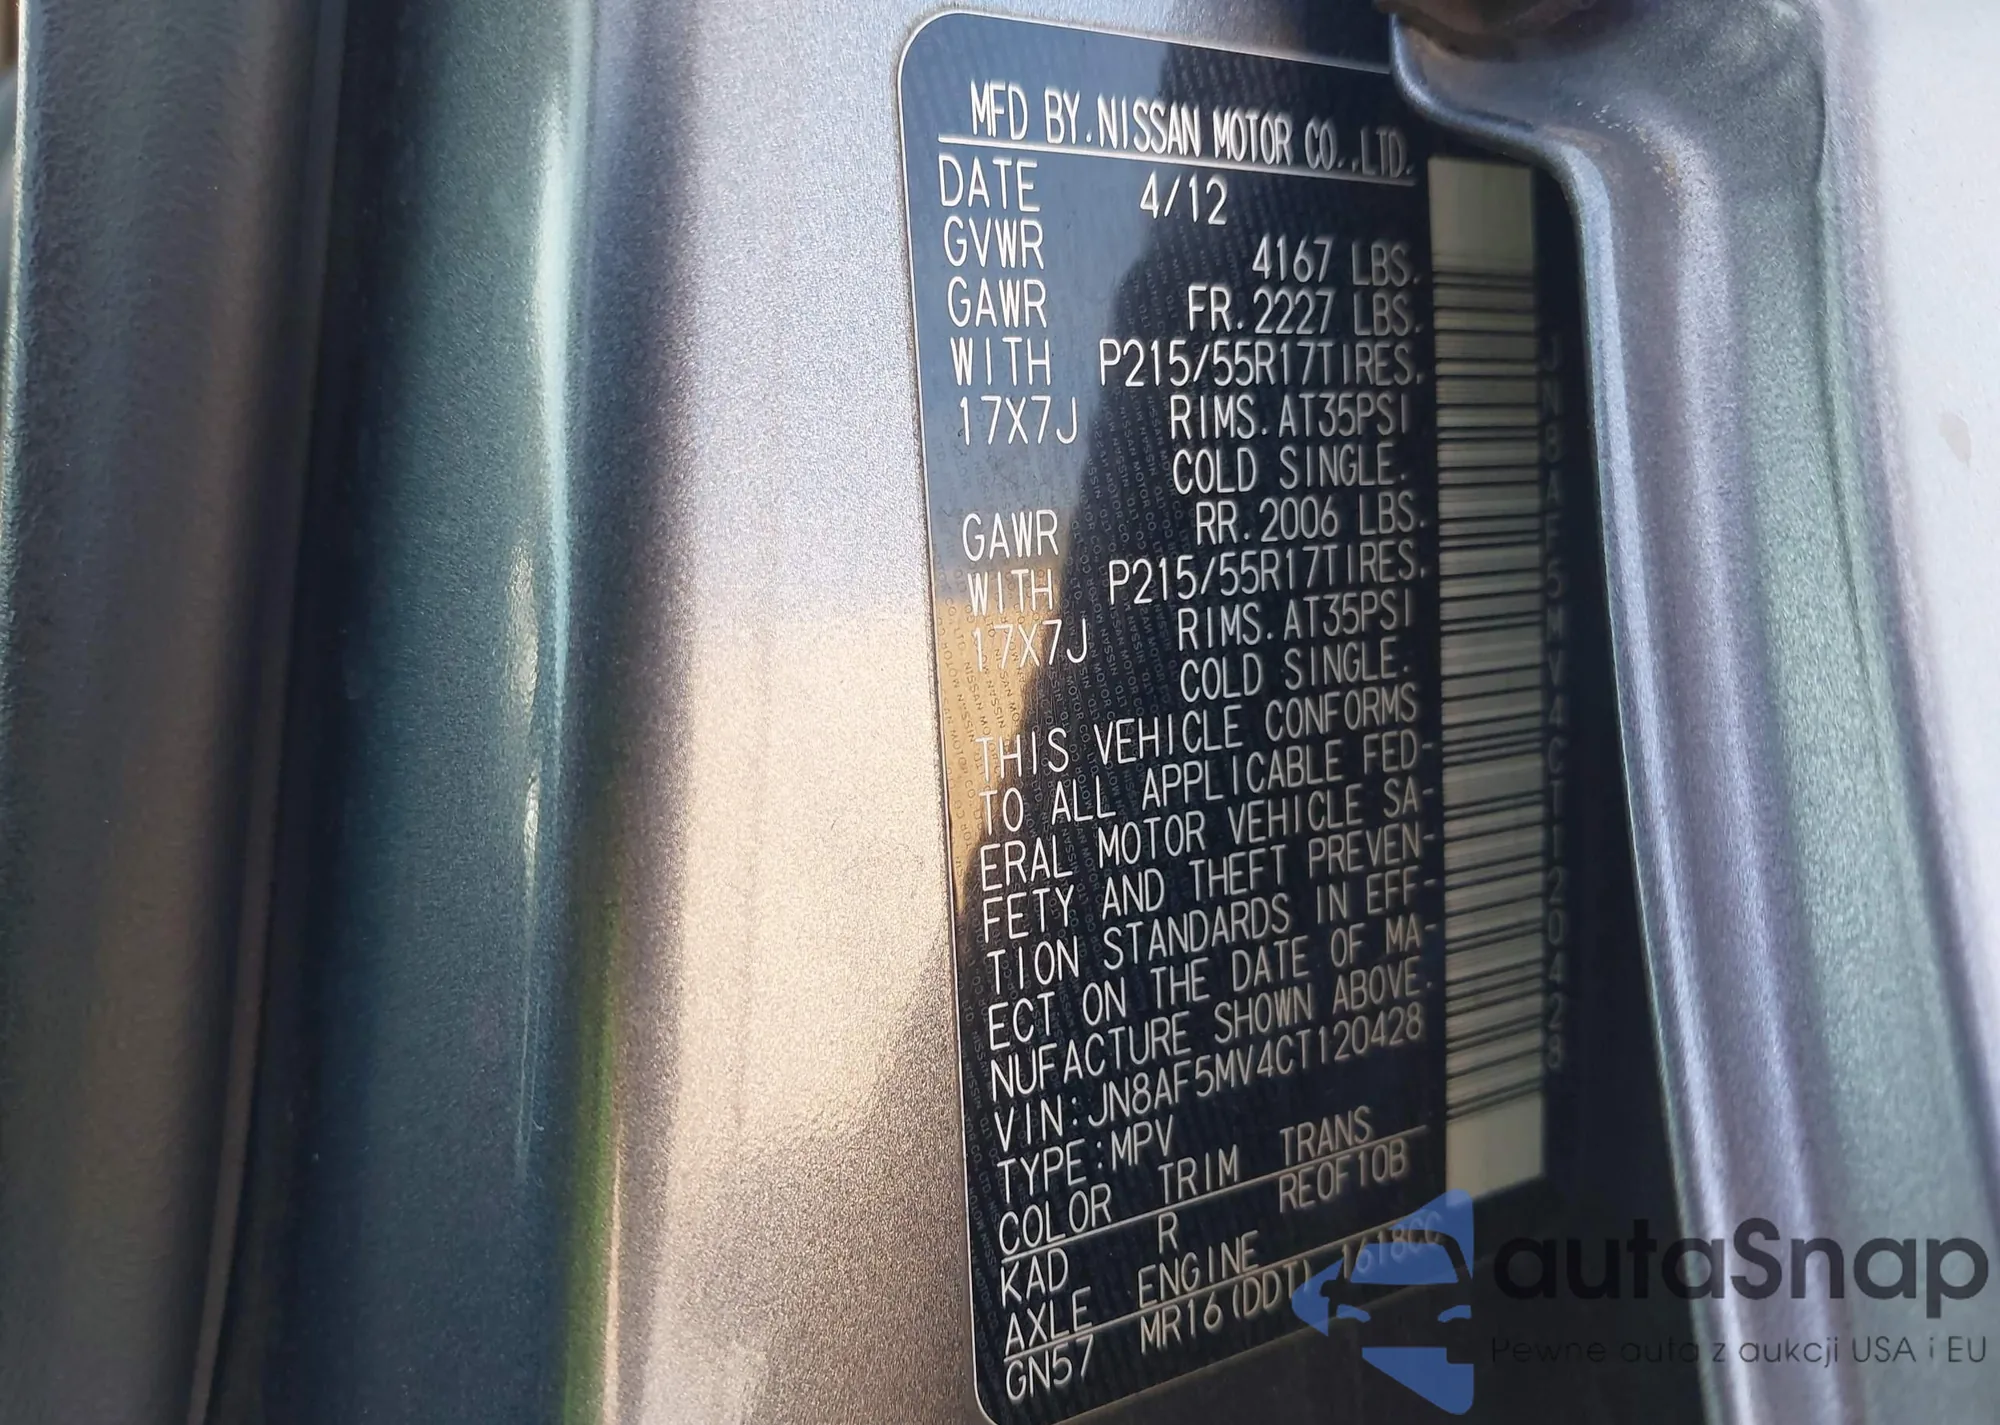 MFD BY.NISSAN MOTOR CO.,LTD.
DATE 4/12
GVWR 4167 LBS.
GAWR FR.2227 LBS.
WITH P215/55R17TIRES.
17X7J RIMS.AT35PSI
COLD SINGLE.
GAWR RR.2006 LBS.
WITH P215/55R17TIRES.
17X7J RIMS.AT35PSI
COLD SINGLE.
THIS VEHICLE CONFORMS
TO ALL APPLICABLE FED-
ERAL MOTOR VEHICLE SA-
FETY AND THEFT PREVEN-
TION STANDARDS IN EFF-
ECT ON THE DATE OF MA-
NUFACTURE SHOWN ABOVE.
VIN:JN8AF5MV4CT120428
TYPE:MPV
COLOR TRIM TRANS
KAD R RE0F10B
AXLE ENGINE
GN57 MR16(DDT) 1618CC
JN8AF5MV4CT120428
autaSnap
Pewne auta z aukcji USA i EU